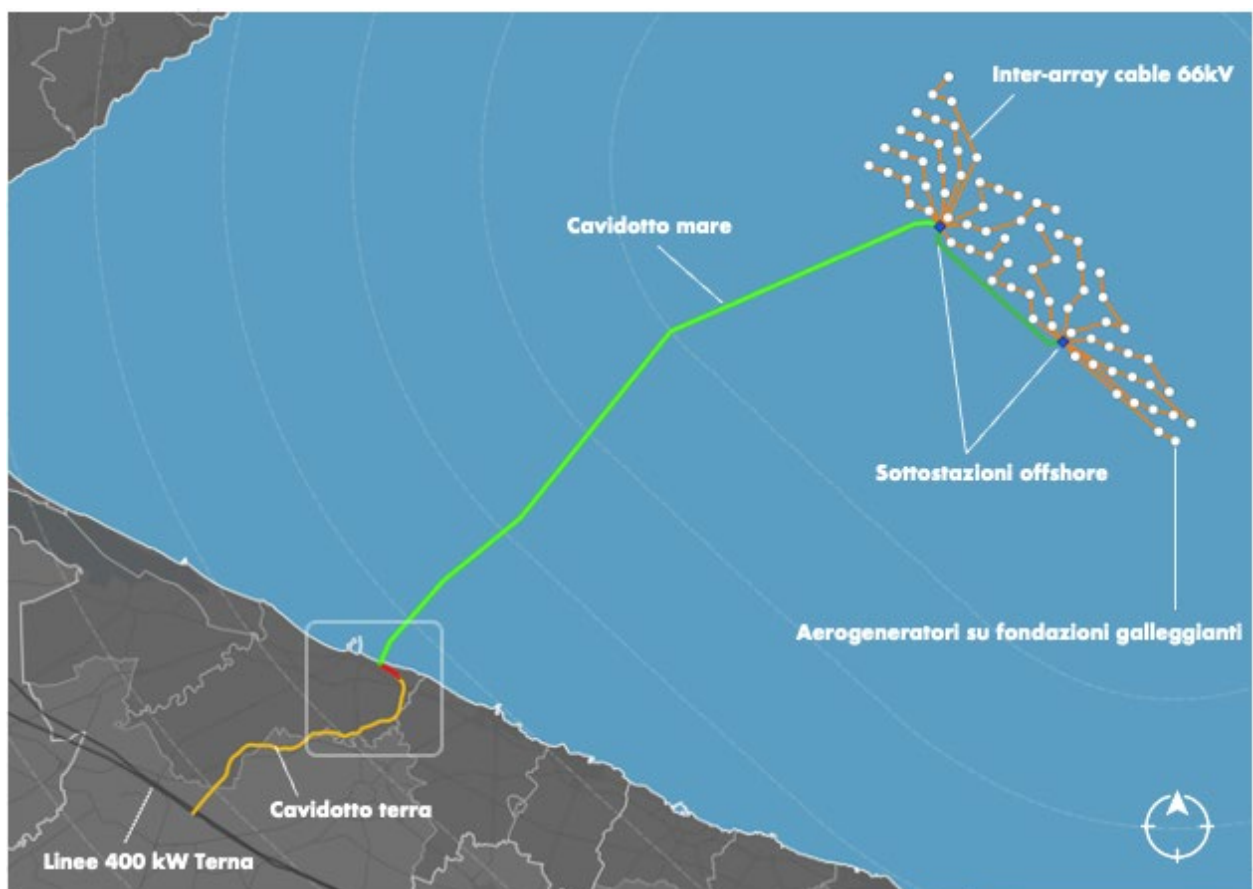 Inter-array cable 66kV
Cavidotto mare
Sottostazioni offshore
Aerogeneratori su fondazioni galleggianti
Cavidotto terra
Linee 400 kW Terna